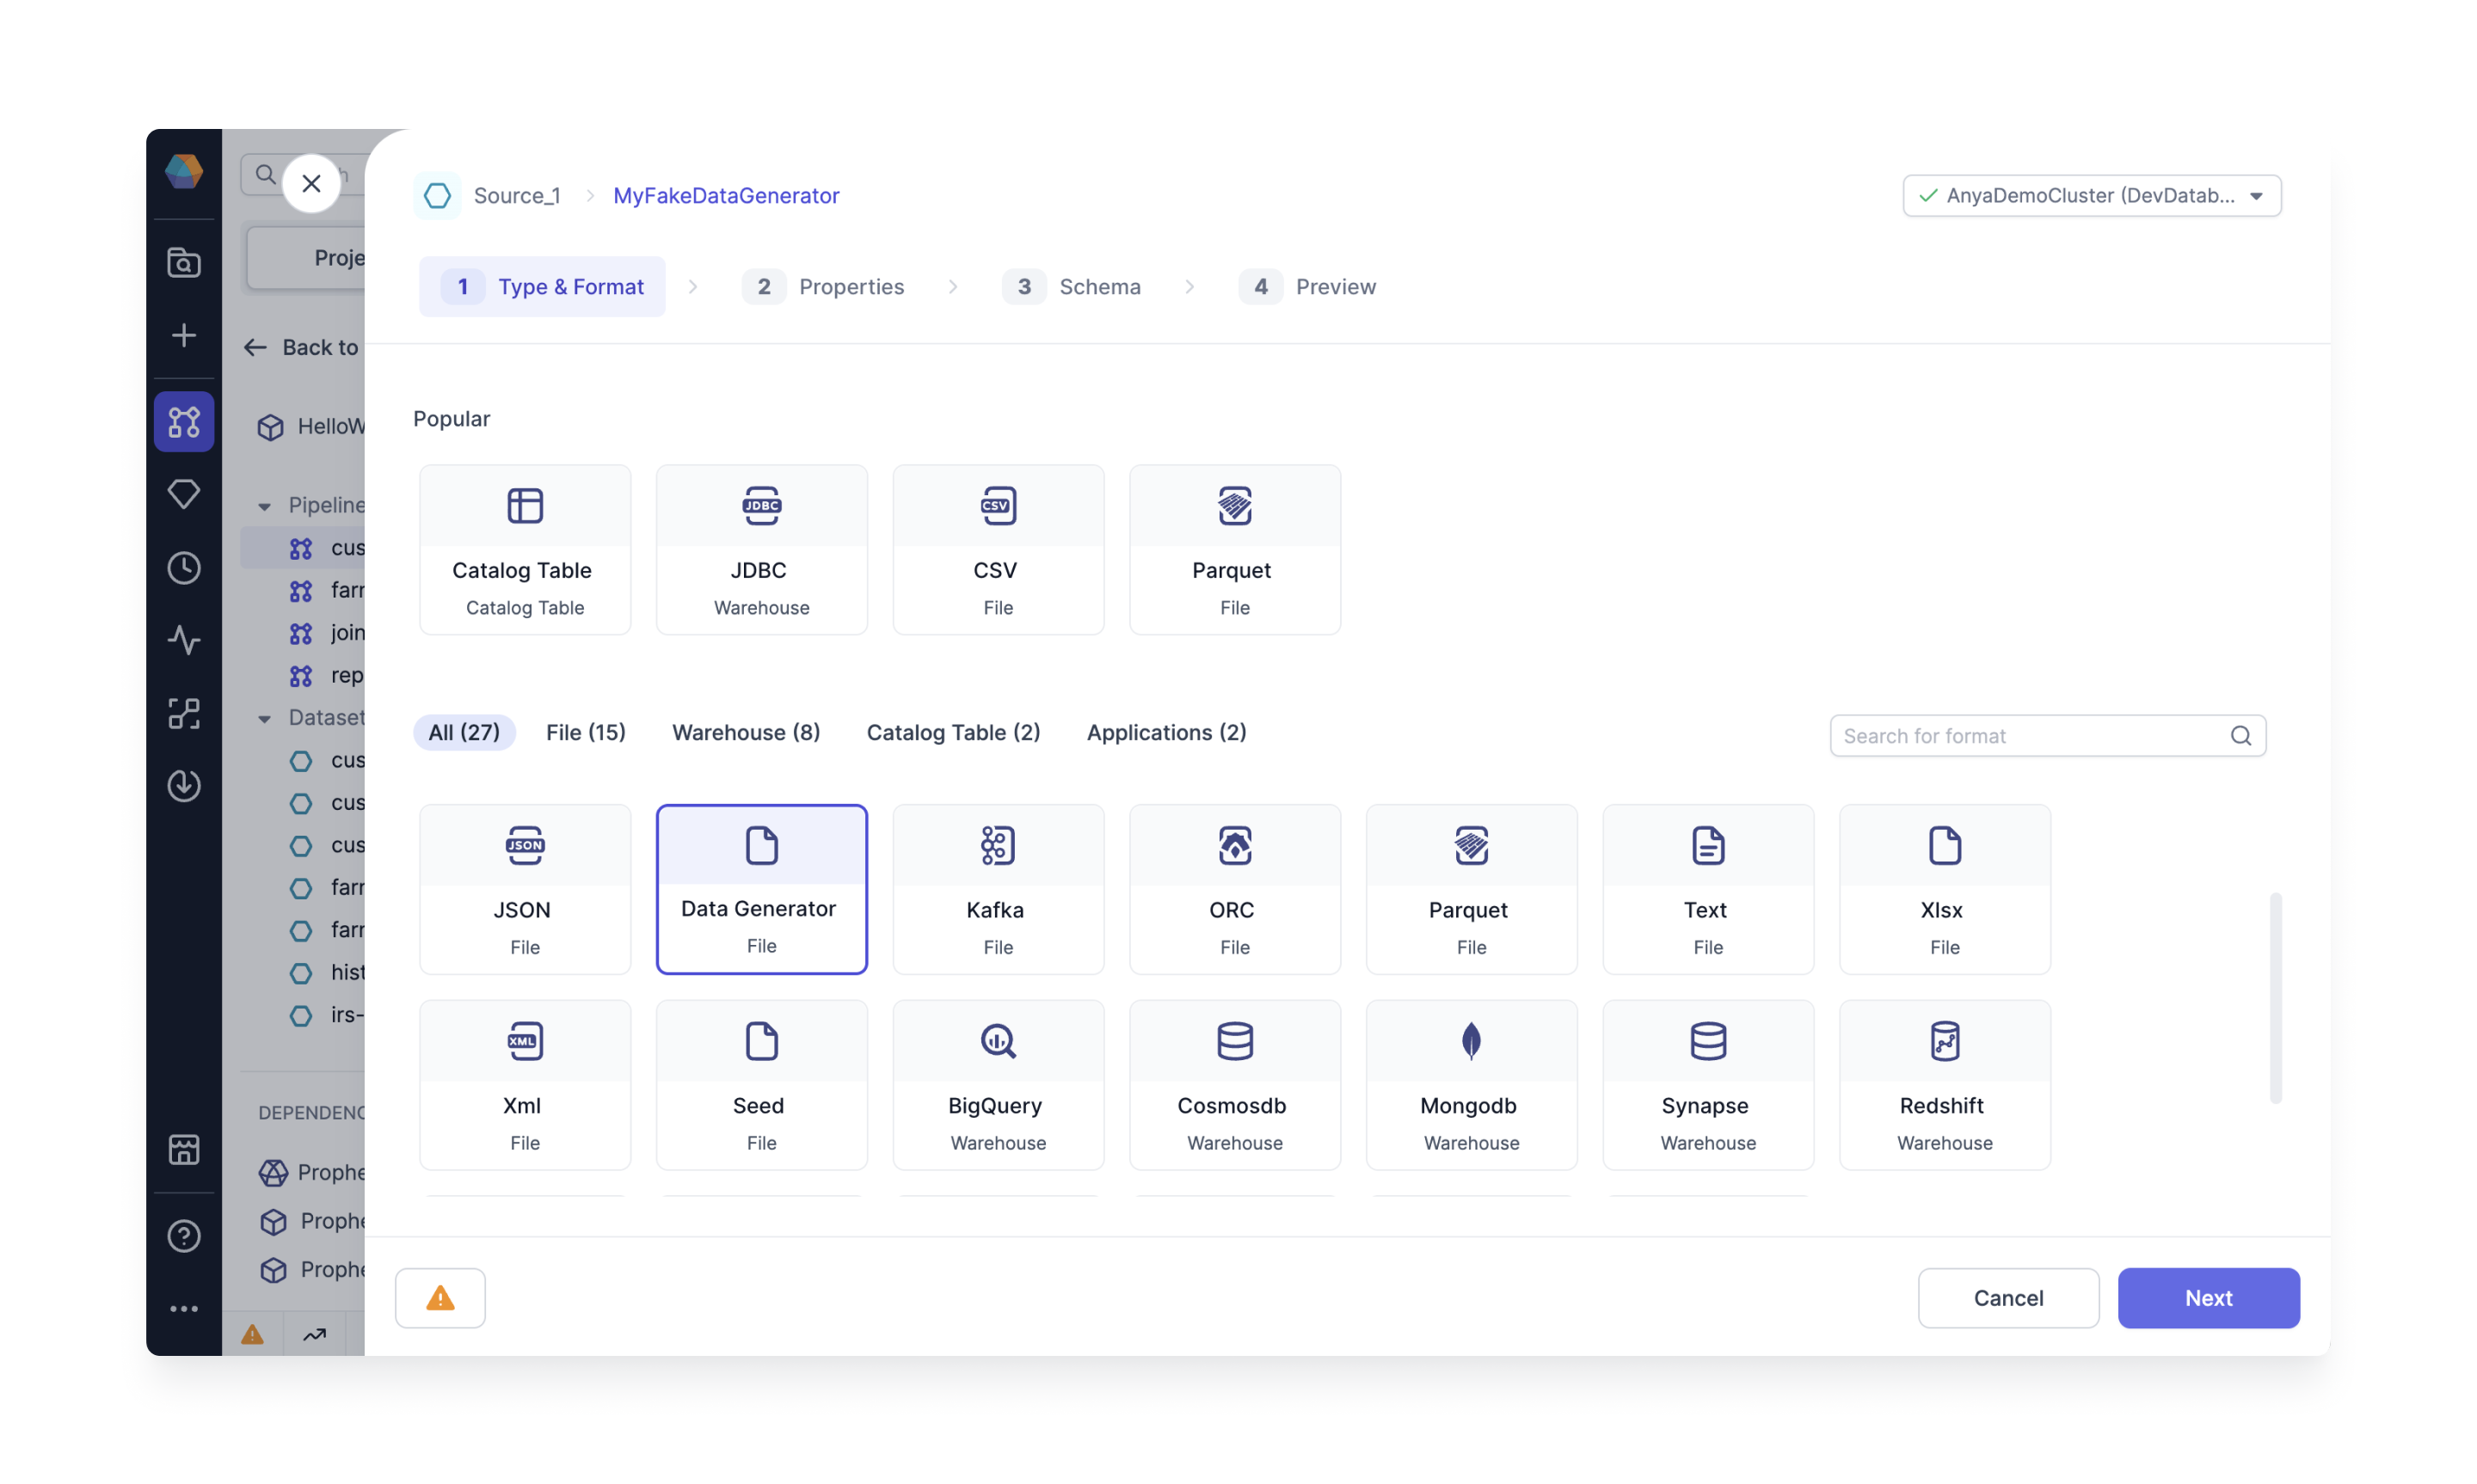 Source_1 MyFakeDataGenerator
AnyaDemoCluster (DevDatab...
1 Type & Format
2 Properties
3 Schema
4 Preview
Proje
Back to
HelloW
Pipeline
cus
farr
join
rep
Dataset
cus
cus
cus
farr
farr
hist
irs-
DEPENDENC
Prophe
Prophe
Prophe
Popular
JDBC
CSV
Catalog Table
JDBC
CSV
Parquet
Catalog Table
Warehouse
File
File
All (27) File (15) Warehouse (8) Catalog Table (2) Applications (2)
Search for format
JSON
JSON
Data Generator
Kafka
ORC
Parquet
Text
Xlsx
File
File
File
File
File
File
File
XML
Xml
Seed
BigQuery
Cosmosdb
Mongodb
Synapse
Redshift
File
File
Warehouse
Warehouse
Warehouse
Warehouse
Warehouse
Cancel
Next